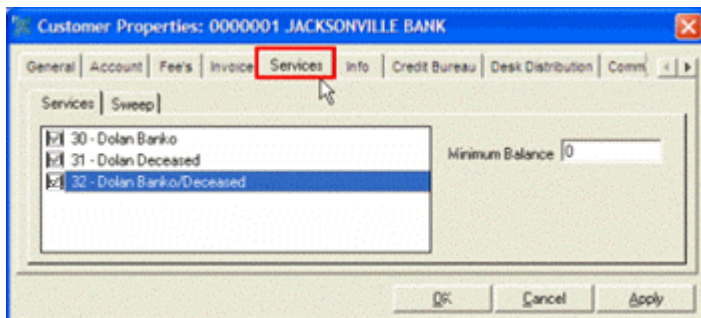 Customer Properties: 0000001 JACKSONVILLE BANK
General Account Fee's Invoice Services Info Credit Bureau Desk Distribution Comm
Services Sweep
30 - Dolan Banko
31 - Dolan Deceased
32 - Dolan Banko/Deceased
Minimum Balance 0
OK Cancel Apply